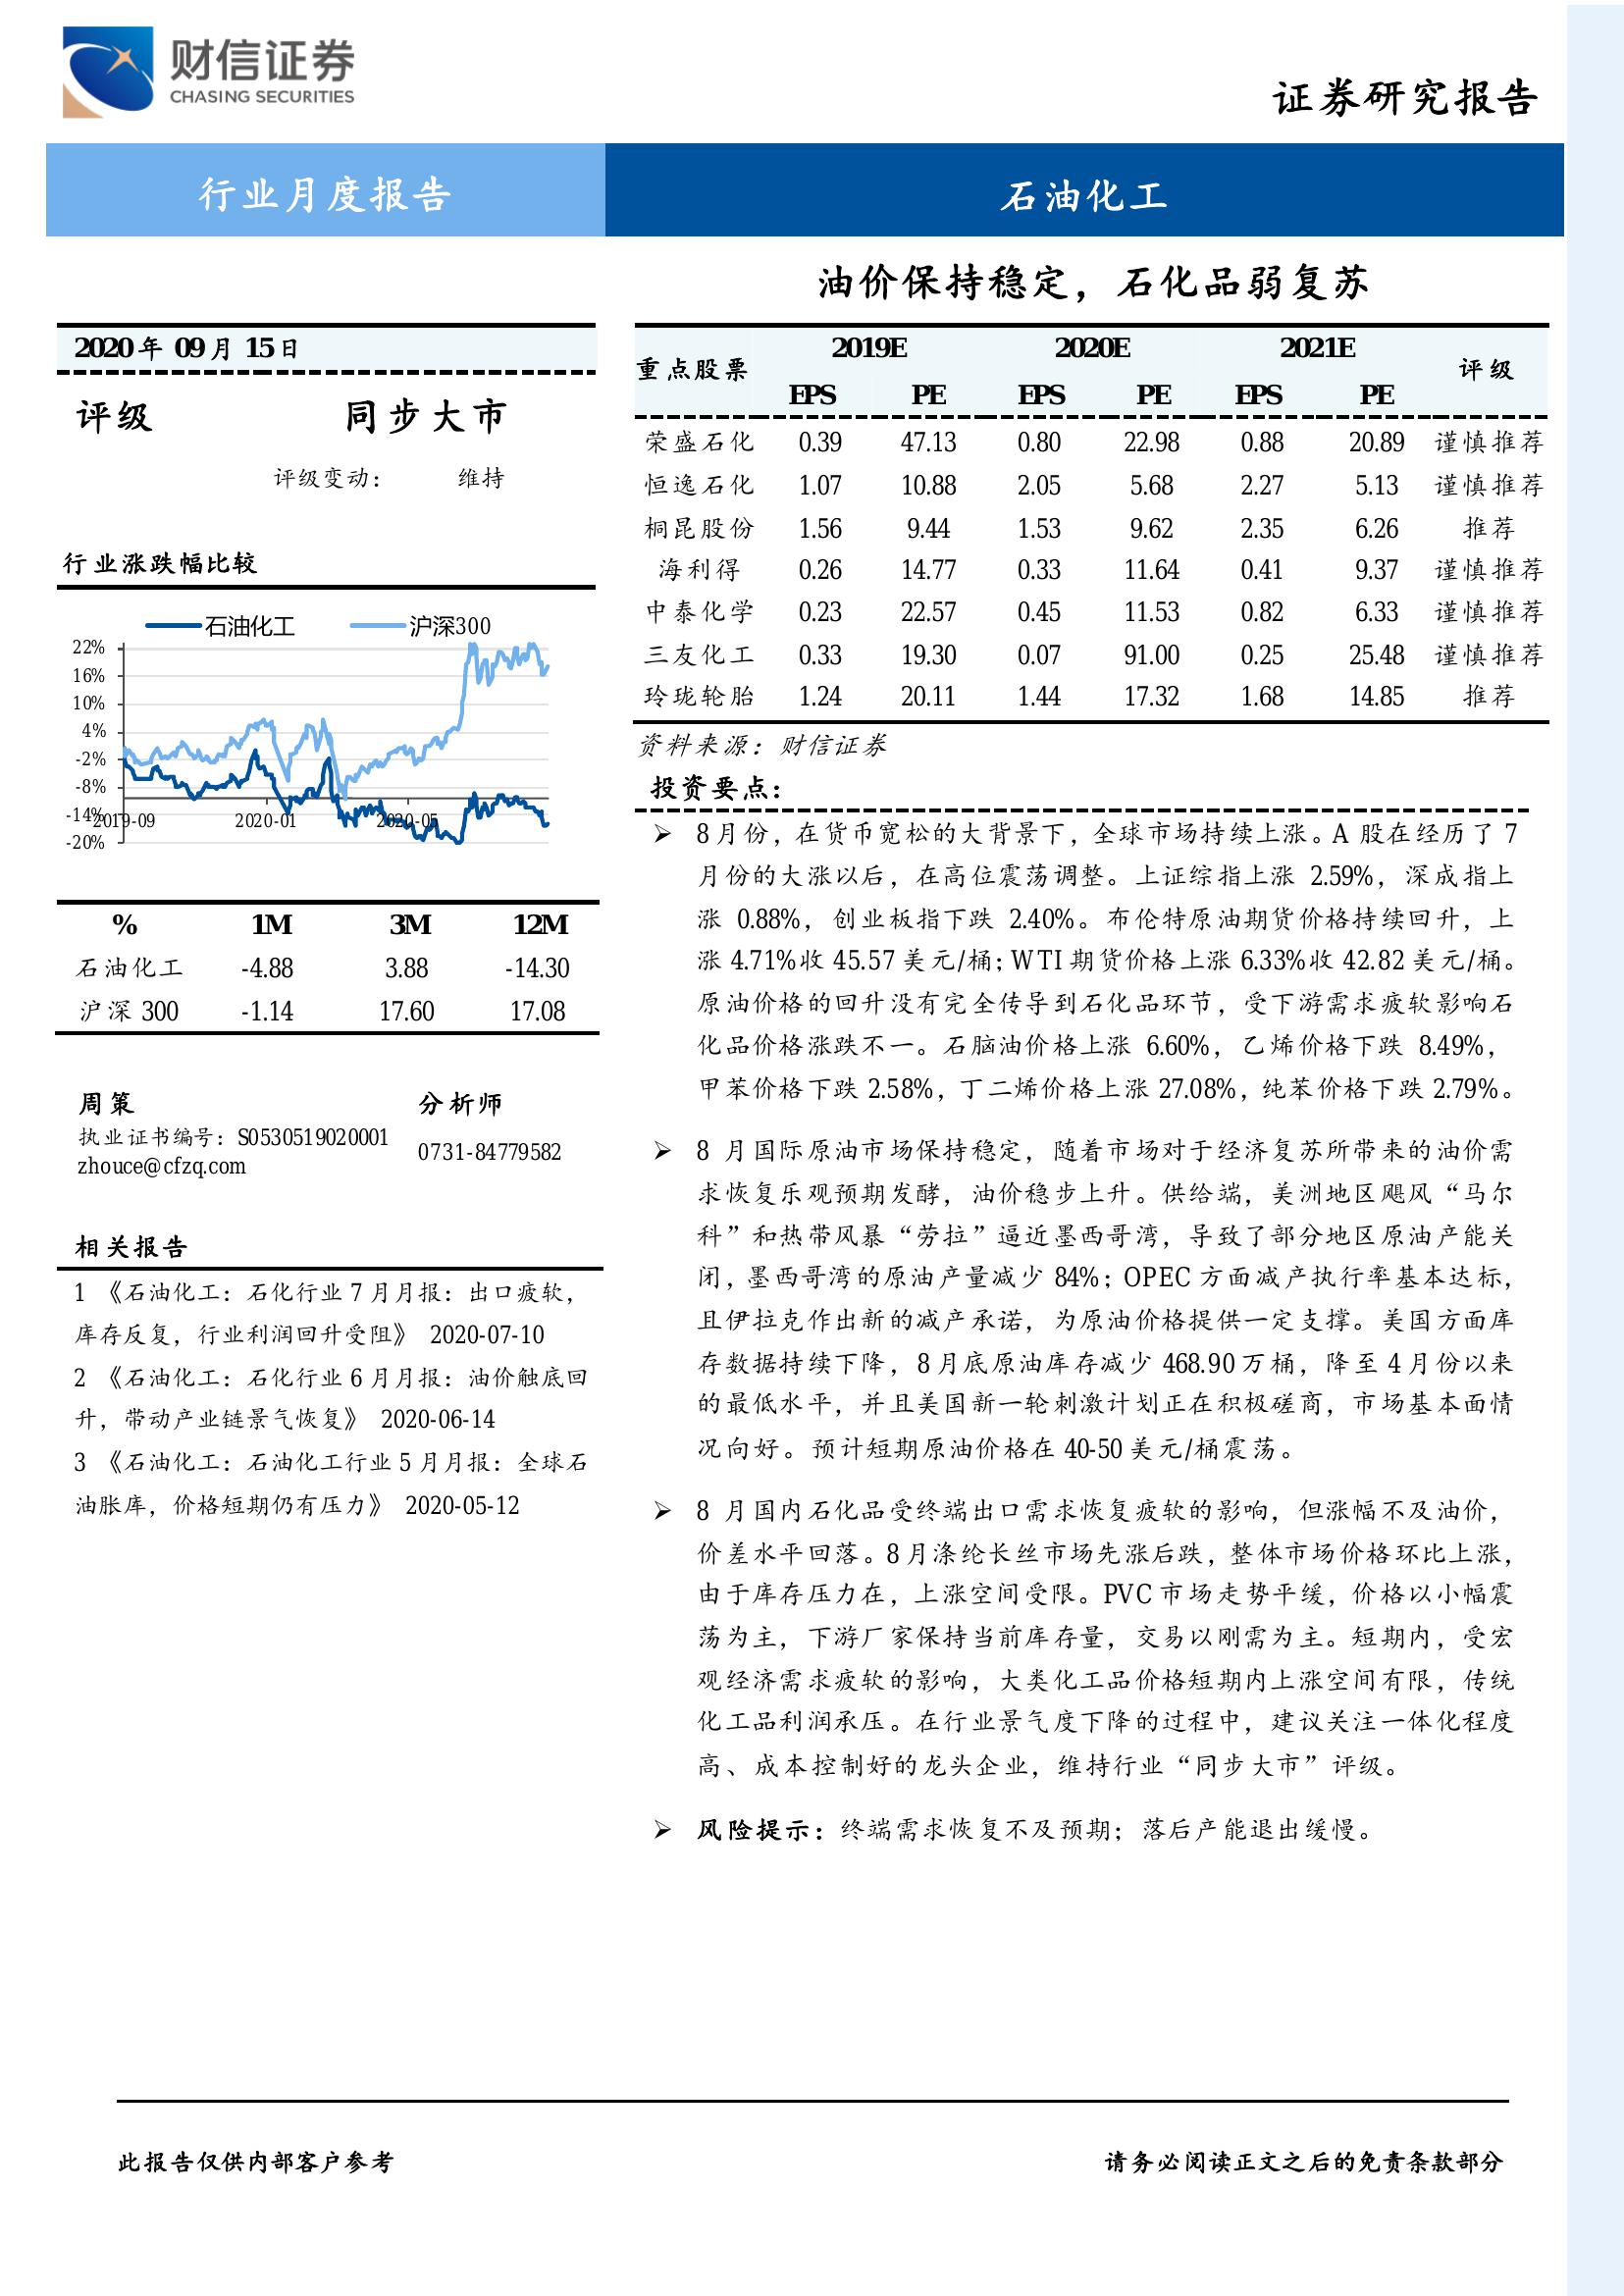 财信证券
CHASING SECURITIES
证券研究报告
行业月度报告
石油化工
油价保持稳定，石化品弱复苏
2020 年 09 月 15 日
评级 同步大市
评级变动： 维持
行业涨跌幅比较
石油化工 沪深300
22%
16%
10%
4%
-2%
-8%
-14%
-20%
2019-09 2020-01 2020-05
% 1M 3M 12M
石油化工 -4.88 3.88 -14.30
沪深 300 -1.14 17.60 17.08
周策 分析师
执业证书编号：S0530519020001 0731-84779582
zhouce@cfzq.com
相关报告
1 《石油化工：石化行业 7 月月报：出口疲软，
库存反复，行业利润回升受阻》 2020-07-10
2 《石油化工：石化行业 6 月月报：油价触底回
升，带动产业链景气恢复》 2020-06-14
3 《石油化工：石油化工行业 5 月月报：全球石
油胀库，价格短期仍有压力》 2020-05-12
重点股票 2019E 2020E 2021E 评级
EPS PE EPS PE EPS PE
荣盛石化 0.39 47.13 0.80 22.98 0.88 20.89 谨慎推荐
恒逸石化 1.07 10.88 2.05 5.68 2.27 5.13 谨慎推荐
桐昆股份 1.56 9.44 1.53 9.62 2.35 6.26 推荐
海利得 0.26 14.77 0.33 11.64 0.41 9.37 谨慎推荐
中泰化学 0.23 22.57 0.45 11.53 0.82 6.33 谨慎推荐
三友化工 0.33 19.30 0.07 91.00 0.25 25.48 谨慎推荐
玲珑轮胎 1.24 20.11 1.44 17.32 1.68 14.85 推荐
资料来源：财信证券
投资要点：
➢ 8 月份，在货币宽松的大背景下，全球市场持续上涨。A 股在经历了 7
月份的大涨以后，在高位震荡调整。上证综指上涨 2.59%，深成指上
涨 0.88%，创业板指下跌 2.40%。布伦特原油期货价格持续回升，上
涨 4.71%收 45.57 美元/桶；WTI 期货价格上涨 6.33%收 42.82 美元/桶。
原油价格的回升没有完全传导到石化品环节，受下游需求疲软影响石
化品价格涨跌不一。石脑油价格上涨 6.60%，乙烯价格下跌 8.49%，
甲苯价格下跌 2.58%，丁二烯价格上涨 27.08%，纯苯价格下跌 2.79%。
➢ 8 月国际原油市场保持稳定，随着市场对于经济复苏所带来的油价需
求恢复乐观预期发酵，油价稳步上升。供给端，美洲地区飓风“马尔
科”和热带风暴“劳拉”逼近墨西哥湾，导致了部分地区原油产能关
闭，墨西哥湾的原油产量减少 84%；OPEC 方面减产执行率基本达标，
且伊拉克作出新的减产承诺，为原油价格提供一定支撑。美国方面库
存数据持续下降，8 月底原油库存减少 468.90 万桶，降至 4 月份以来
的最低水平，并且美国新一轮刺激计划正在积极磋商，市场基本面情
况向好。预计短期原油价格在 40-50 美元/桶震荡。
➢ 8 月国内石化品受终端出口需求恢复疲软的影响，但涨幅不及油价，
价差水平回落。8 月涤纶长丝市场先涨后跌，整体市场价格环比上涨，
由于库存压力在，上涨空间受限。PVC 市场走势平缓，价格以小幅震
荡为主，下游厂家保持当前库存量，交易以刚需为主。短期内，受宏
观经济需求疲软的影响，大类化工品价格短期内上涨空间有限，传统
化工品利润承压。在行业景气度下降的过程中，建议关注一体化程度
高、成本控制好的龙头企业，维持行业“同步大市”评级。
➢ 风险提示：终端需求恢复不及预期；落后产能退出缓慢。
此报告仅供内部客户参考
请务必阅读正文之后的免责条款部分